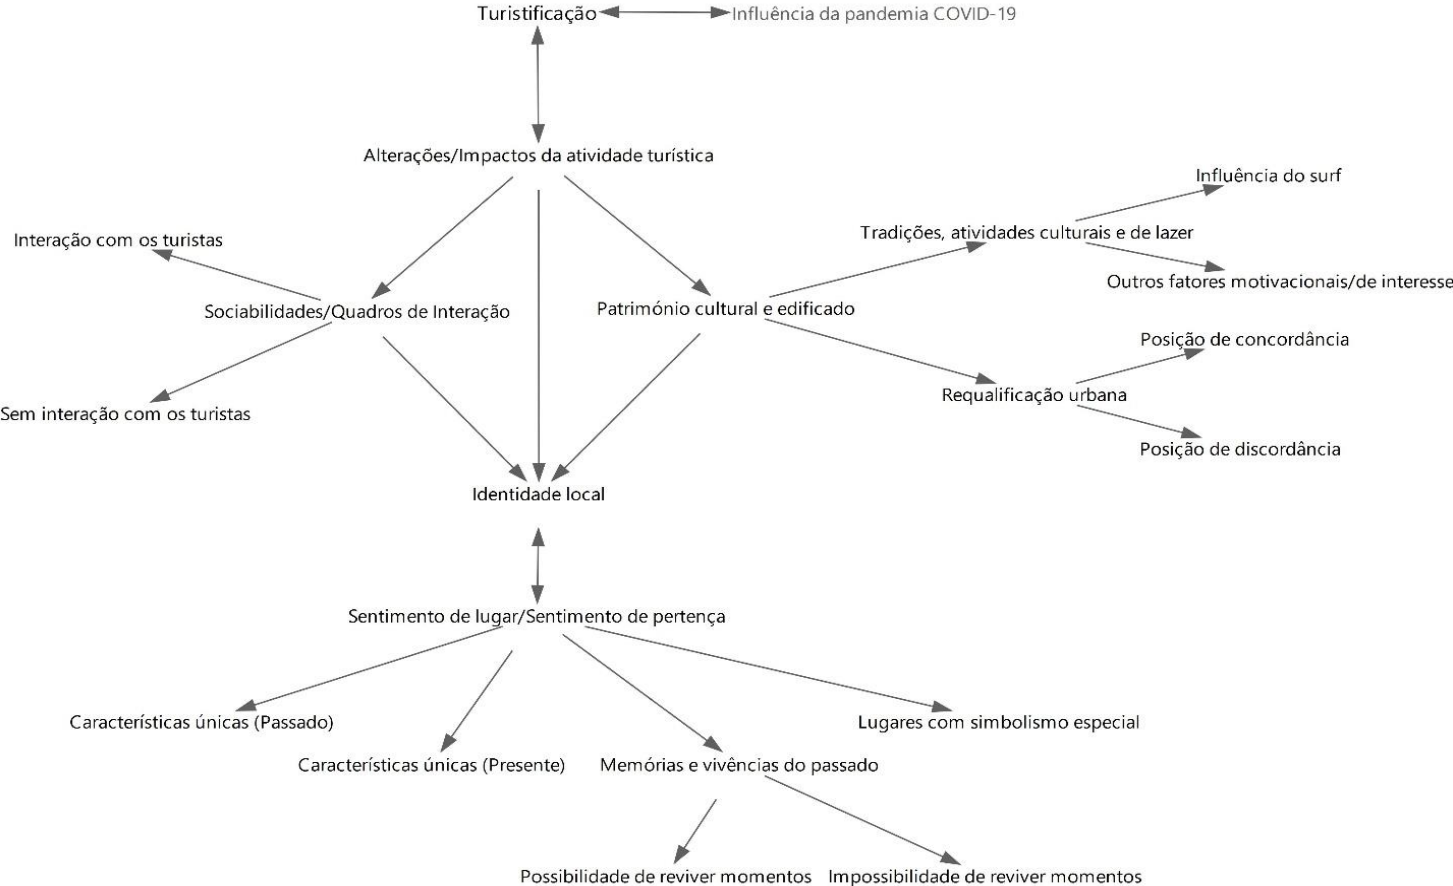 Turistificação
Influência da pandemia COVID-19
Alterações/Impactos da atividade turística
Influência do surf
Tradições, atividades culturais e de lazer
Interação com os turistas
Outros fatores motivacionais/de interesse
Sociabilidades/Quadros de Interação
Património cultural e edificado
Posição de concordância
Requalificação urbana
Sem interação com os turistas
Posição de discordância
Identidade local
Sentimento de lugar/Sentimento de pertença
Características únicas (Passado)
Lugares com simbolismo especial
Características únicas (Presente)
Memórias e vivências do passado
Possibilidade de reviver momentos
Impossibilidade de reviver momentos